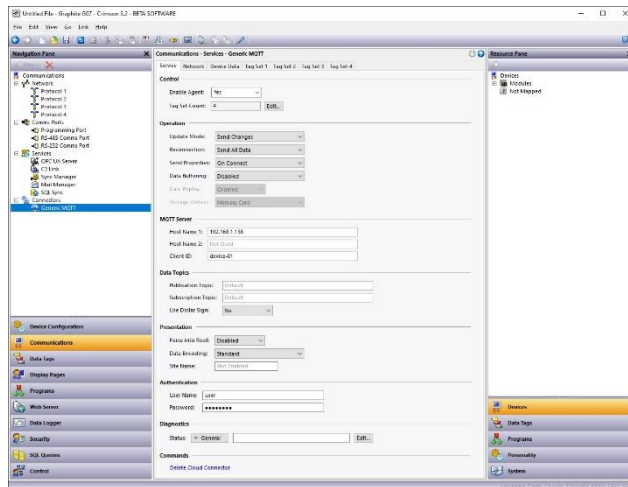 Untitled File - Graphite G07 - Crimson 3.2 - BETA SOFTWARE
File Edit View Go Link Help
Navigation Pane
Communications
Network
Protocol 1
Protocol 2
Protocol 3
Protocol 4
Comms Ports
Programming Port
RS-485 Comms Port
RS-232 Comms Port
Services
OPC UA Server
C3 Link
Sync Manager
Mail Manager
SQL Sync
Connectors
Generic MQTT
Device Configuration
Communications
Data Tags
Display Pages
Programs
Web Server
Data Logger
Security
SQL Queries
Control
Communications - Services - Generic MQTT
Service Network Device Data Tag Set 1 Tag Set 2 Tag Set 3 Tag Set 4
Control
Enable Agent: Yes
Tag Set Count: 4 Edit...
Operation
Update Mode: Send Changes
Reconnection: Send All Data
Send Properties: On Connect
Data Buffering: Disabled
Ordered
Memory Card
MQTT Server
Host Name 1: 192.168.1.136
Host Name 2: Not Used
Client ID: device-01
Data Topics
Publication Topic: Default
Subscription Topic: Default
Use Dollar Sign: No
Presentation
Force into Root: Disabled
Data Encoding: Standard
Site Name: Not Enabled
Authentication
User Name: user
Password: ••••••••
Diagnostics
Status: General Edit...
Commands
Delete Cloud Connector
Resource Pane
Devices
Modules
Not Mapped
Devices
Data Tags
Programs
Personality
System